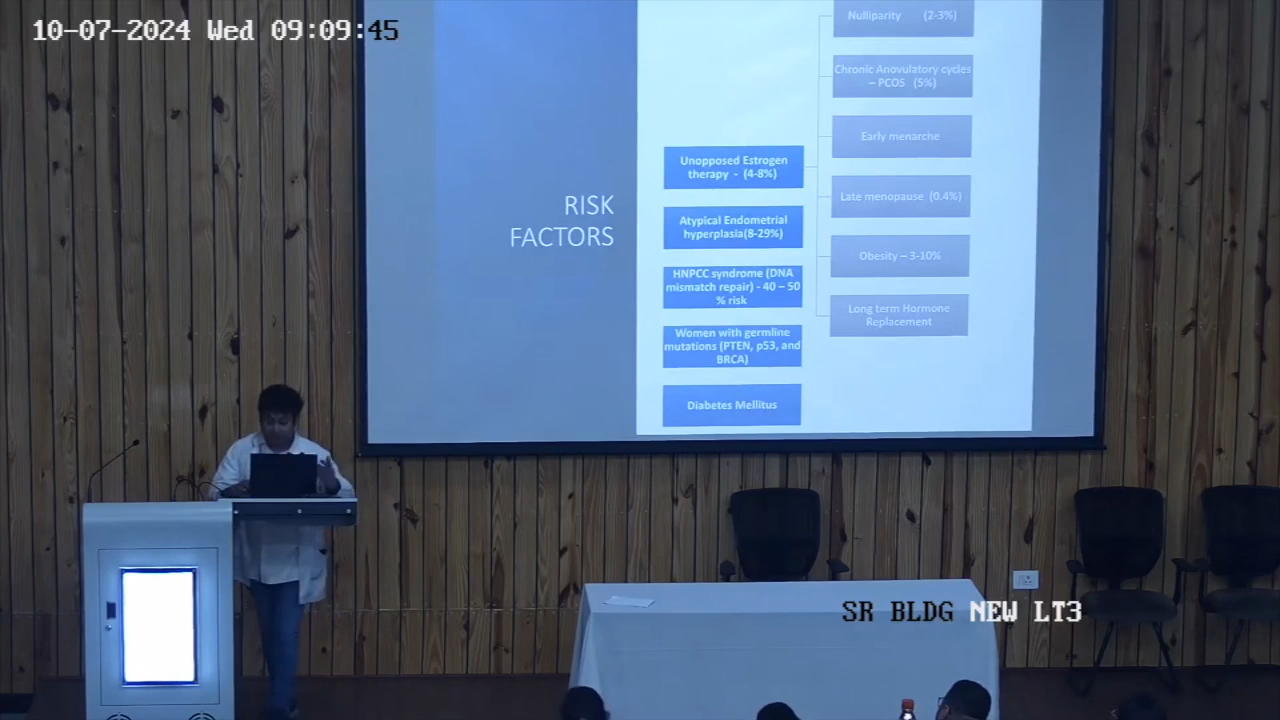 10-07-2024 Wed 09:09:45
RISK
FACTORS
Unopposed Estrogen
therapy - (4-8%)
Atypical Endometrial
hyperplasia(8-29%)
HNPCC syndrome (DNA
mismatch repair) - 40 – 50
% risk
Women with germline
mutations (PTEN, p53, and
BRCA)
Diabetes Mellitus
Nulliparity (2-3%)
Chronic Anovulatory cycles
– PCOS (5%)
Early menarche
Late menopause (0.4%)
Obesity – 3-10%
Long term Hormone
Replacement
SR BLDG NEW LT3